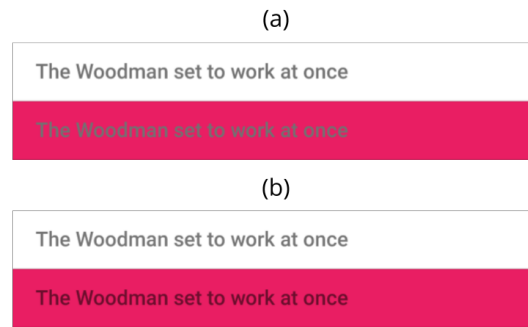 (a)
The Woodman set to work at once
The Woodman set to work at once
(b)
The Woodman set to work at once
The Woodman set to work at once